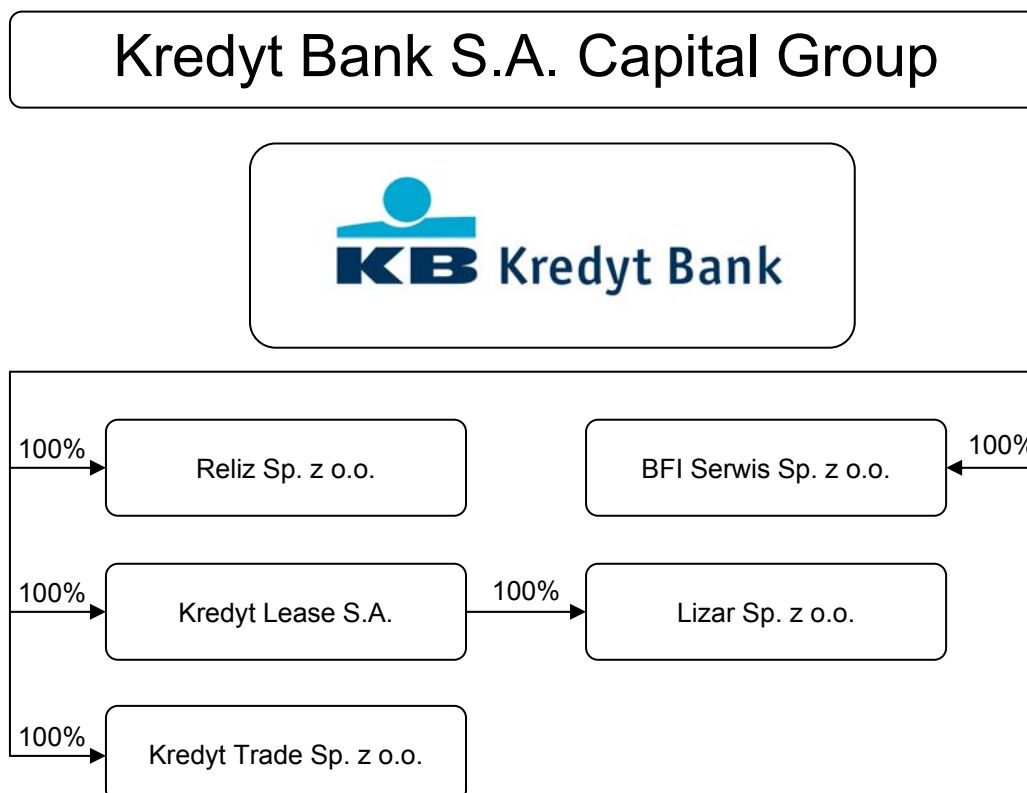 Kredyt Bank S.A. Capital Group
KB Kredyt Bank
100%
Reliz Sp. z o.o.
BFI Serwis Sp. z o.o.
100%
100%
Kredyt Lease S.A.
100%
Lizar Sp. z o.o.
100%
Kredyt Trade Sp. z o.o.